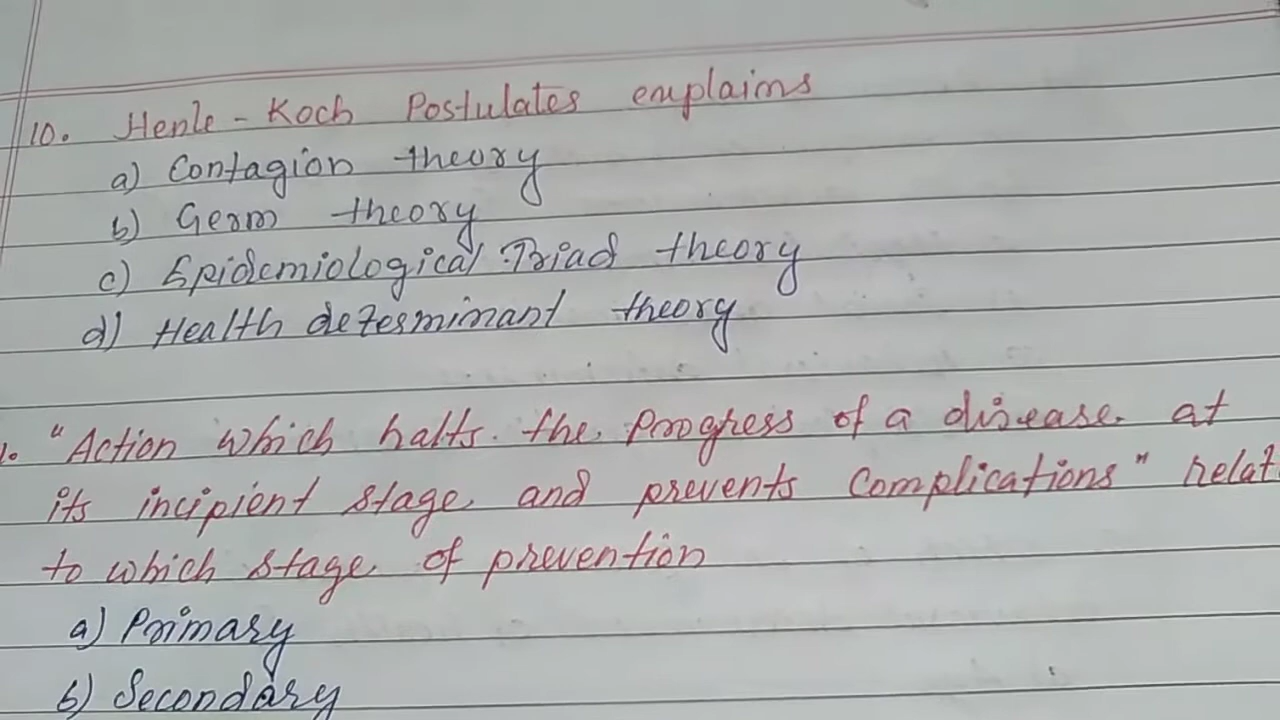 10. Henle - Koch Postulates explains
a) Contagion theory
b) Germ theory
c) Epidemiological Triad theory
d) Health determinant theory
1. "Action which halts the Progress of a disease at
its incipient stage and prevents Complications" relat
to which stage of prevention
a) Primary
b) Secondary